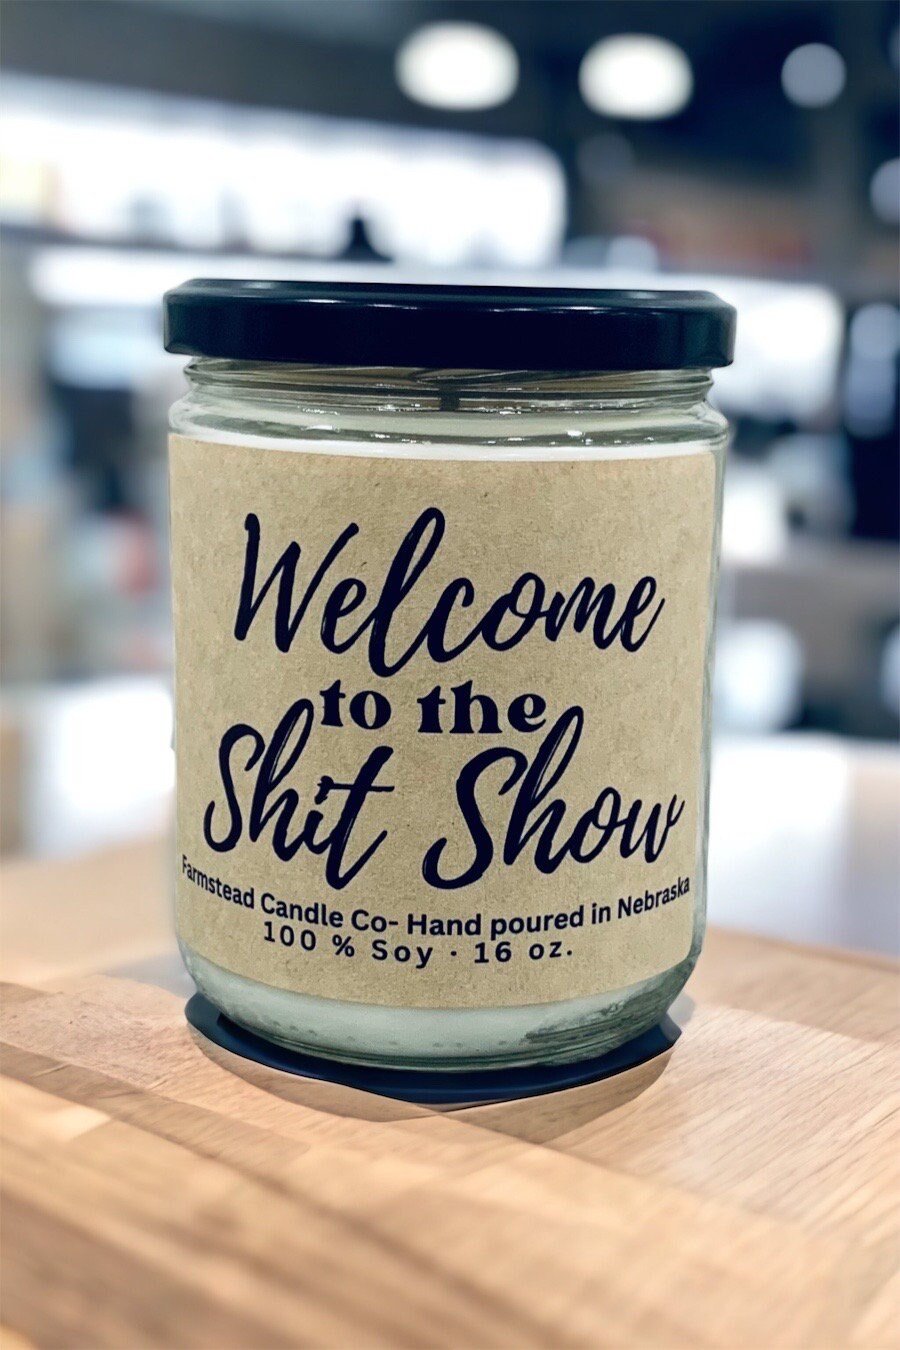 Welcome
to the
Shit Show
Farmstead Candle Co- Hand poured in Nebraska
100 % Soy · 16 oz.